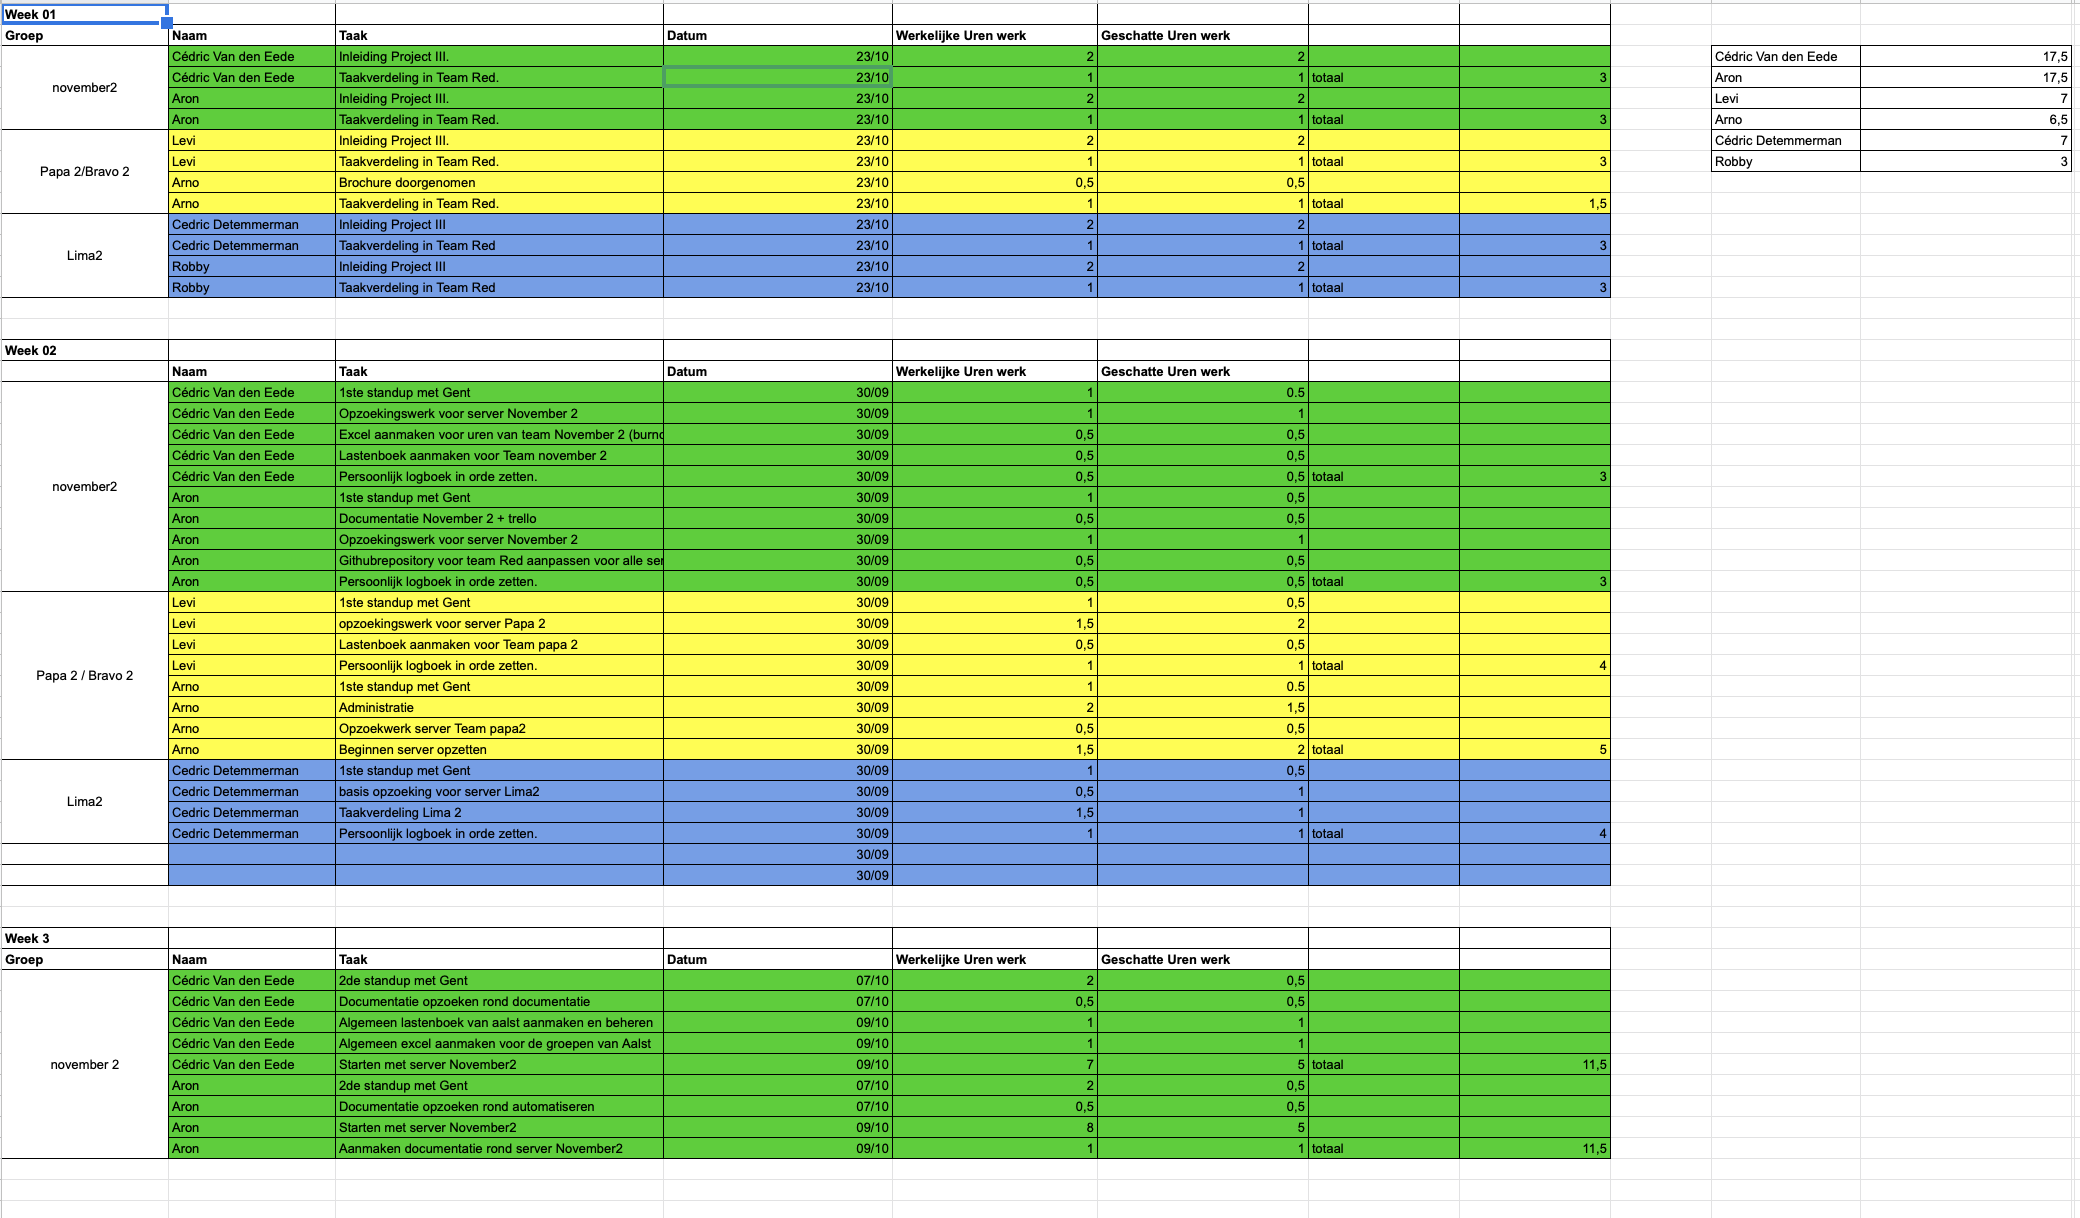 Week 01
Groep Naam Taak Datum Werkelijke Uren werk Geschatte Uren werk
november2 Cédric Van den Eede Inleiding Project III. 23/10 2 2 Cédric Van den Eede 17,5
Cédric Van den Eede Taakverdeling in Team Red. 23/10 1 1 totaal 3 Aron 17,5
Aron Inleiding Project III. 23/10 2 2 Levi 7
Aron Taakverdeling in Team Red. 23/10 1 1 totaal 3 Arno 6,5
Papa 2/Bravo 2 Levi Inleiding Project III. 23/10 2 2 Cédric Detemmerman 7
Levi Taakverdeling in Team Red. 23/10 1 1 totaal 3 Robby 3
Arno Brochure doorgenomen 23/10 0,5 0,5
Arno Taakverdeling in Team Red. 23/10 1 1 totaal 1,5
Lima2 Cedric Detemmerman Inleiding Project III 23/10 2 2
Cedric Detemmerman Taakverdeling in Team Red 23/10 1 1 totaal 3
Robby Inleiding Project III 23/10 2 2
Robby Taakverdeling in Team Red 23/10 1 1 totaal 3
Week 02
Naam Taak Datum Werkelijke Uren werk Geschatte Uren werk
november2 Cédric Van den Eede 1ste standup met Gent 30/09 1 0.5
Cédric Van den Eede Opzoekingswerk voor server November 2 30/09 1 1
Cédric Van den Eede Excel aanmaken voor uren van team November 2 (burnd 30/09 0,5 0,5
Cédric Van den Eede Lastenboek aanmaken voor Team november 2 30/09 0,5 0,5
Cédric Van den Eede Persoonlijk logboek in orde zetten. 30/09 0,5 0,5 totaal 3
Aron 1ste standup met Gent 30/09 1 0,5
Aron Documentatie November 2 + trello 30/09 0,5 0,5
Aron Opzoekingswerk voor server November 2 30/09 1 1
Aron Githubrepository voor team Red aanpassen voor alle ser 30/09 0,5 0,5
Aron Persoonlijk logboek in orde zetten. 30/09 0,5 0,5 totaal 3
Papa 2 / Bravo 2 Levi 1ste standup met Gent 30/09 1 0,5
Levi opzoekingswerk voor server Papa 2 30/09 1,5 2
Levi Lastenboek aanmaken voor Team papa 2 30/09 0,5 0,5
Levi Persoonlijk logboek in orde zetten. 30/09 1 1 totaal 4
Arno 1ste standup met Gent 30/09 1 0.5
Arno Administratie 30/09 2 1,5
Arno Opzoekwerk server Team papa2 30/09 0,5 0,5
Arno Beginnen server opzetten 30/09 1,5 2 totaal 5
Lima2 Cedric Detemmerman 1ste standup met Gent 30/09 1 0,5
Cedric Detemmerman basis opzoeking voor server Lima2 30/09 0,5 1
Cedric Detemmerman Taakverdeling Lima 2 30/09 1,5 1
Cedric Detemmerman Persoonlijk logboek in orde zetten. 30/09 1 1 totaal 4
30/09
30/09
Week 3
Groep Naam Taak Datum Werkelijke Uren werk Geschatte Uren werk
november 2 Cédric Van den Eede 2de standup met Gent 07/10 2 0,5
Cédric Van den Eede Documentatie opzoeken rond documentatie 07/10 0,5 0,5
Cédric Van den Eede Algemeen lastenboek van aalst aanmaken en beheren 09/10 1 1
Cédric Van den Eede Algemeen excel aanmaken voor de groepen van Aalst 09/10 1 1
Cédric Van den Eede Starten met server November2 09/10 7 5 totaal 11,5
Aron 2de standup met Gent 07/10 2 0,5
Aron Documentatie opzoeken rond automatiseren 07/10 0,5 0,5
Aron Starten met server November2 09/10 8 5
Aron Aanmaken documentatie rond server November2 09/10 1 1 totaal 11,5